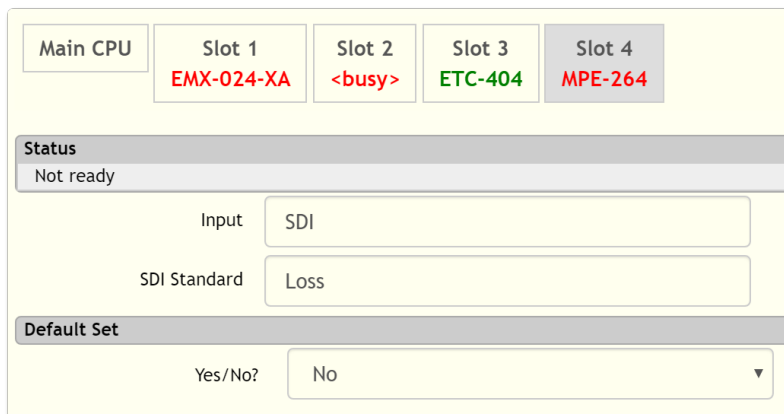 Main CPU
Slot 1
EMX-024-XA
Slot 2
<busy>
Slot 3
ETC-404
Slot 4
MPE-264
Status
Not ready
Input SDI
SDI Standard Loss
Default Set
Yes/No? No